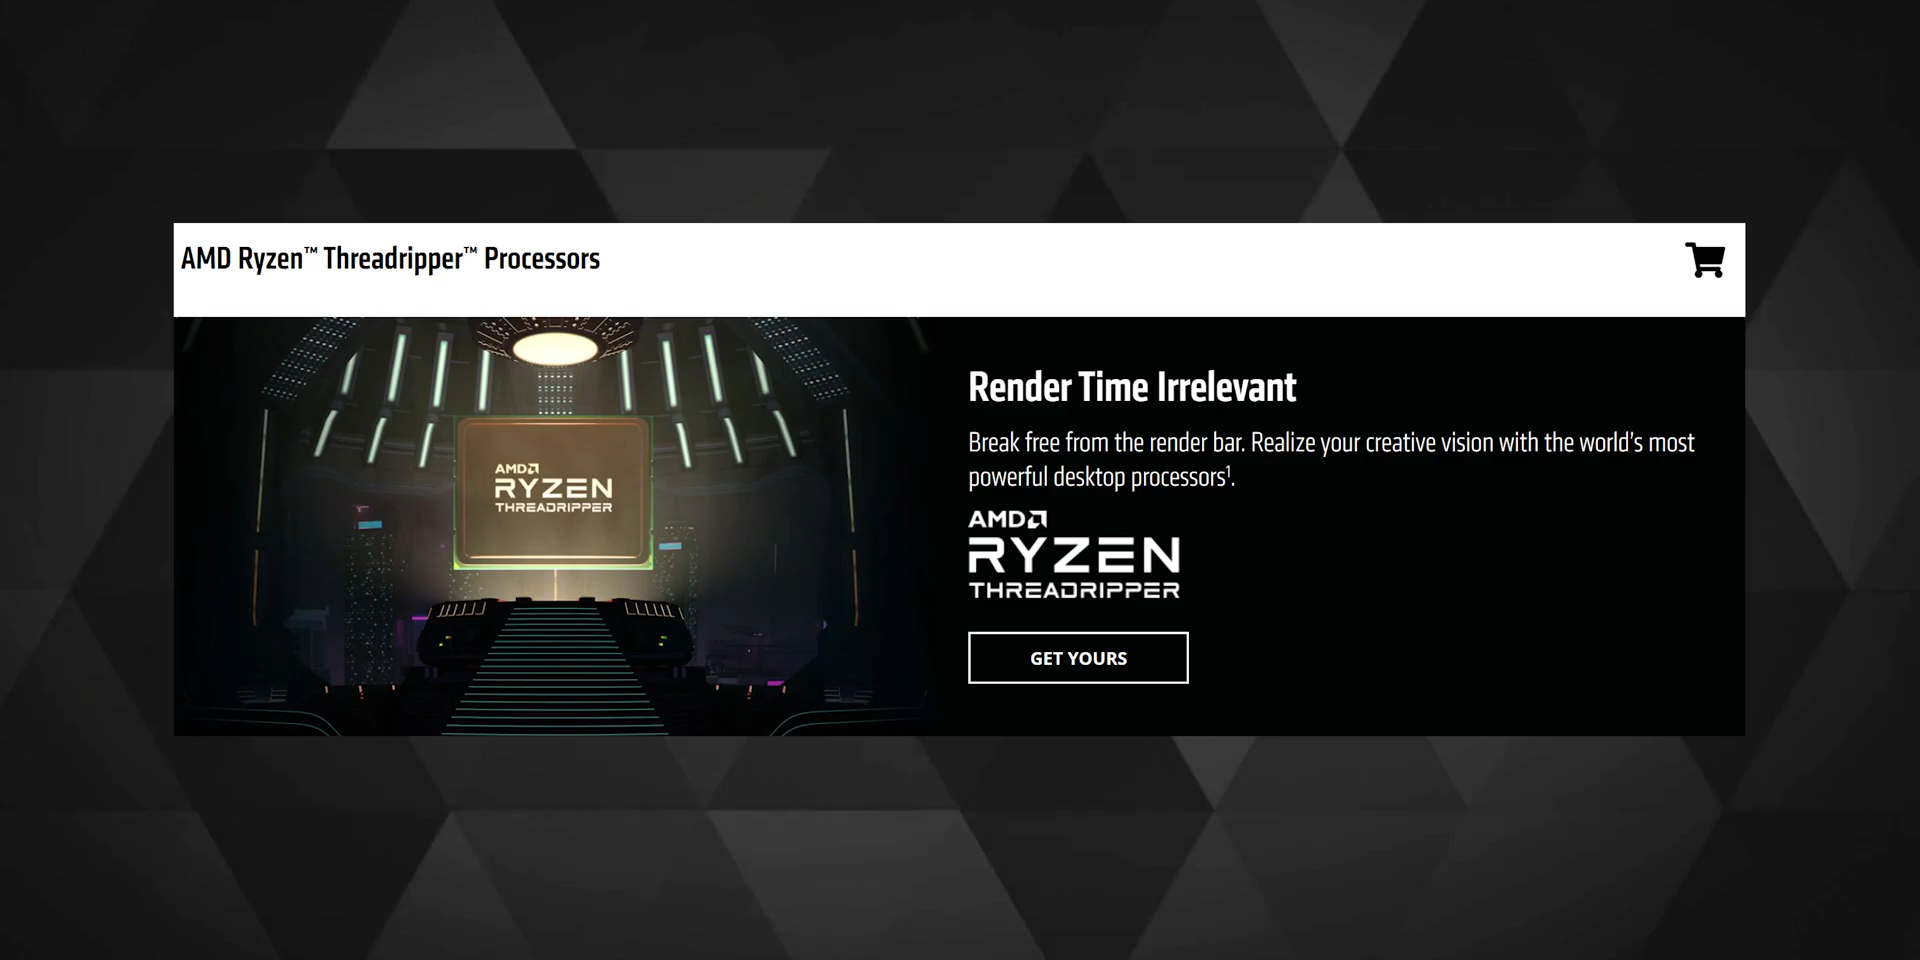 AMD Ryzen™ Threadripper™ Processors
AMD
RYZEN
THREADRIPPER
Render Time Irrelevant
Break free from the render bar. Realize your creative vision with the world's most
powerful desktop processors¹.
AMD
RYZEN
THREADRIPPER
GET YOURS